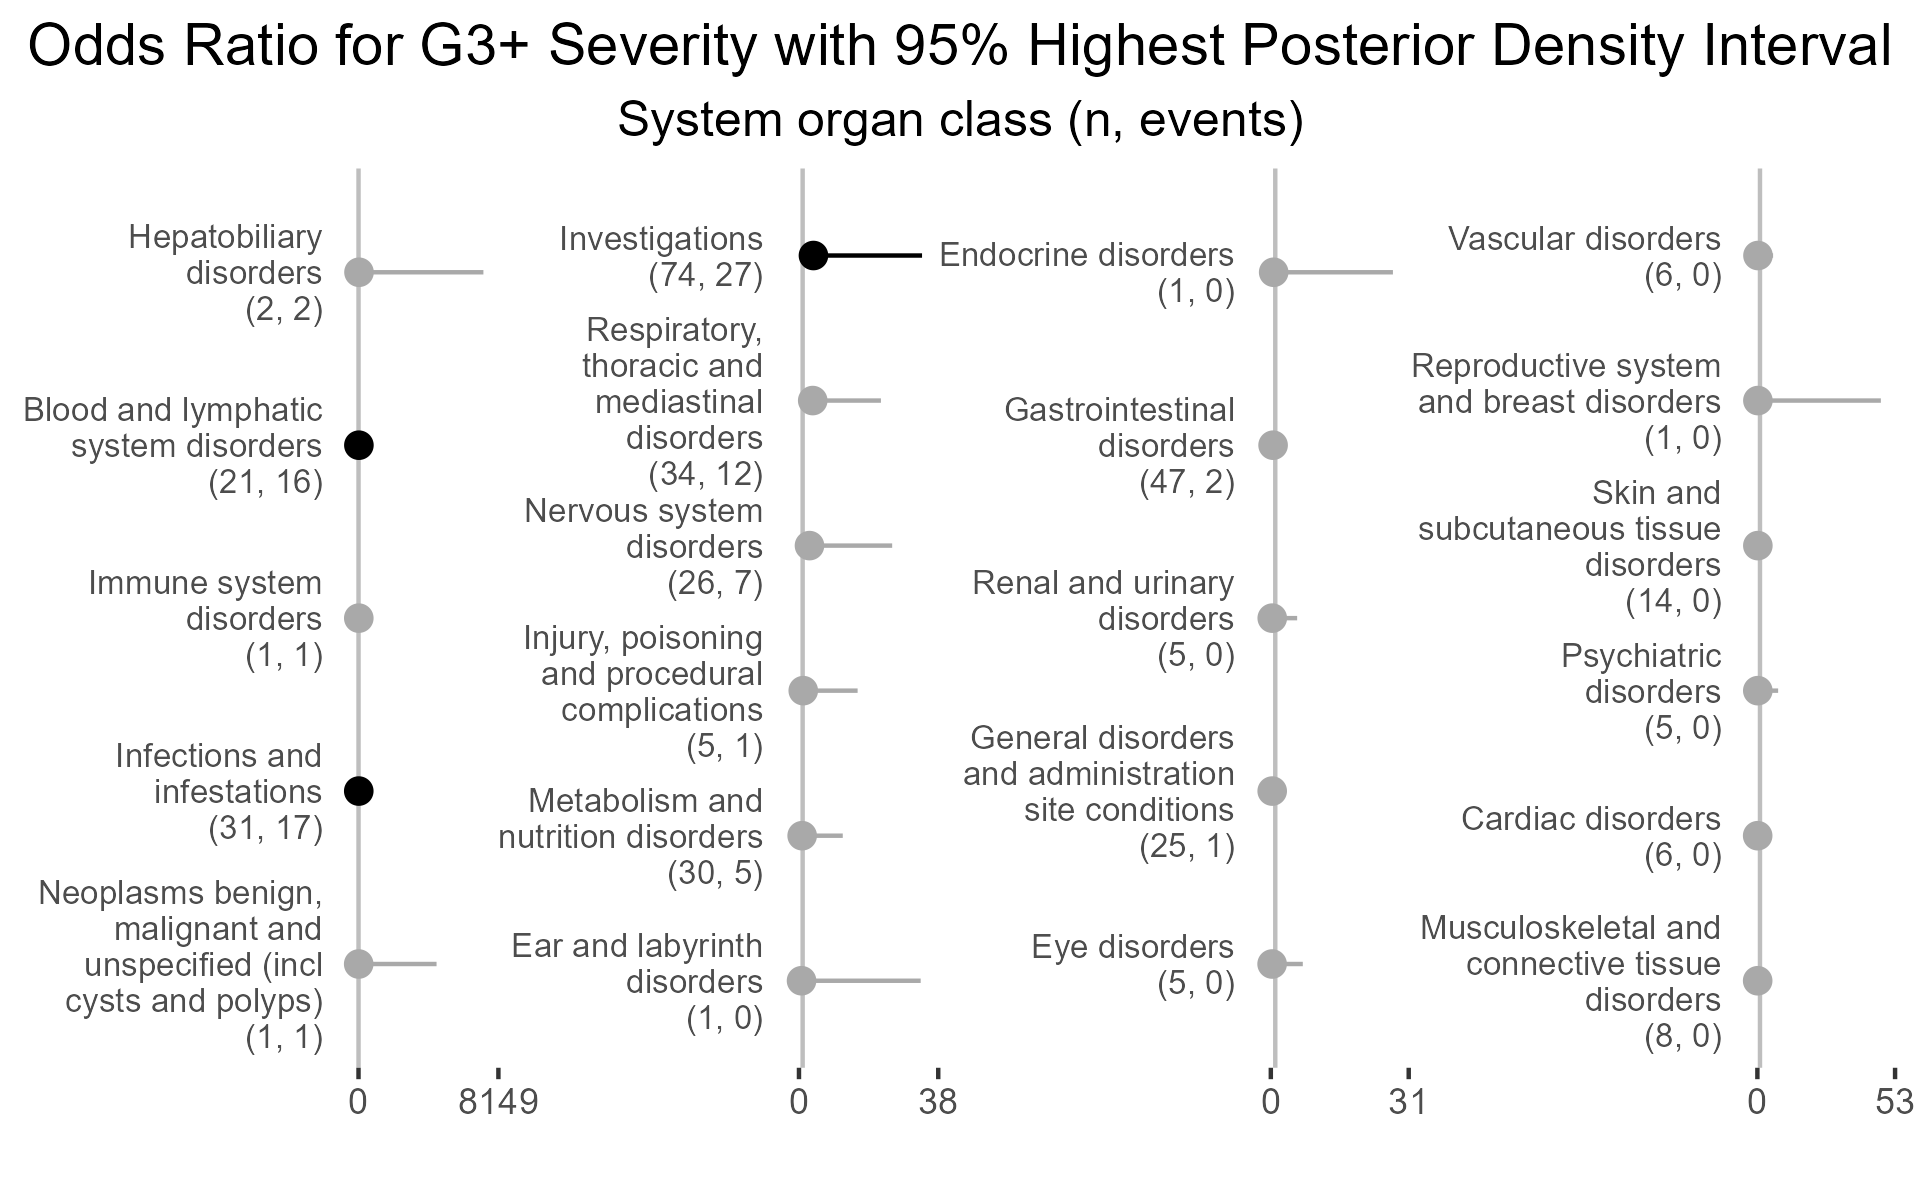 Odds Ratio for G3+ Severity with 95% Highest Posterior Density Interval
System organ class (n, events)
Hepatobiliary
disorders
(2, 2)
Blood and lymphatic
system disorders
(21, 16)
Immune system
disorders
(1, 1)
Infections and
infestations
(31, 17)
Neoplasms benign,
malignant and
unspecified (incl
cysts and polyps)
(1, 1)
0
8149
Investigations
(74, 27)
Respiratory,
thoracic and
mediastinal
disorders
(34, 12)
Nervous system
disorders
(26, 7)
Injury, poisoning
and procedural
complications
(5, 1)
Metabolism and
nutrition disorders
(30, 5)
Ear and labyrinth
disorders
(1, 0)
0
38
Endocrine disorders
(1, 0)
Gastrointestinal
disorders
(47, 2)
Renal and urinary
disorders
(5, 0)
General disorders
and administration
site conditions
(25, 1)
Eye disorders
(5, 0)
0
31
Vascular disorders
(6, 0)
Reproductive system
and breast disorders
(1, 0)
Skin and
subcutaneous tissue
disorders
(14, 0)
Psychiatric
disorders
(5, 0)
Cardiac disorders
(6, 0)
Musculoskeletal and
connective tissue
disorders
(8, 0)
0
53